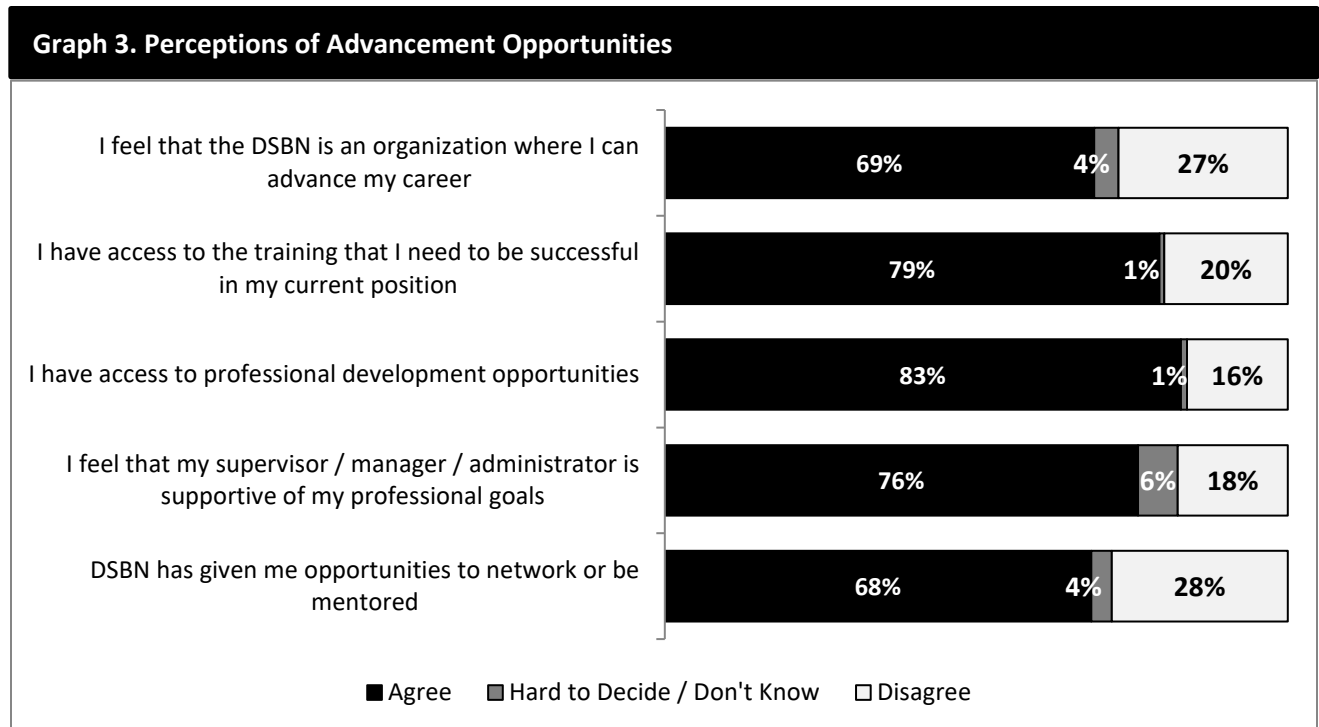 Graph 3. Perceptions of Advancement Opportunities
I feel that the DSBN is an organization where I can
advance my career
69% 4% 27%
I have access to the training that I need to be successful
in my current position
79% 1% 20%
I have access to professional development opportunities
83% 1% 16%
I feel that my supervisor / manager / administrator is
supportive of my professional goals
76% 6% 18%
DSBN has given me opportunities to network or be
mentored
68% 4% 28%
Agree Hard to Decide / Don't Know Disagree